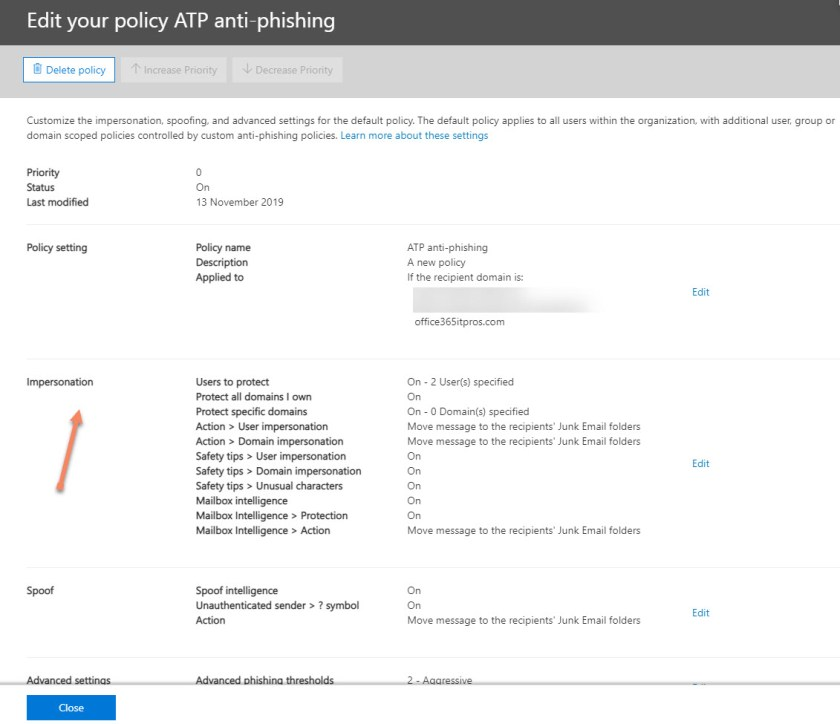 Edit your policy ATP anti-phishing
Delete policy Increase Priority Decrease Priority
Customize the impersonation, spoofing, and advanced settings for the default policy. The default policy applies to all users within the organization, with additional user, group or
domain scoped policies controlled by custom anti-phishing policies. Learn more about these settings
Priority 0
Status On
Last modified 13 November 2019
Policy setting Policy name ATP anti-phishing
Description A new policy
Applied to If the recipient domain is:
Edit
office365itpros.com
Impersonation Users to protect On - 2 User(s) specified
Protect all domains I own On
Protect specific domains On - 0 Domain(s) specified
Action > User impersonation Move message to the recipients' Junk Email folders
Action > Domain impersonation Move message to the recipients' Junk Email folders
Safety tips > User impersonation On
Edit
Safety tips > Domain impersonation On
Safety tips > Unusual characters On
Mailbox intelligence On
Mailbox Intelligence > Protection On
Mailbox Intelligence > Action Move message to the recipients' Junk Email folders
Spoof Spoof intelligence On
Unauthenticated sender > ? symbol On
Edit
Action Move message to the recipients' Junk Email folders
Advanced settings Advanced phishing thresholds 2 - Aggressive
Close